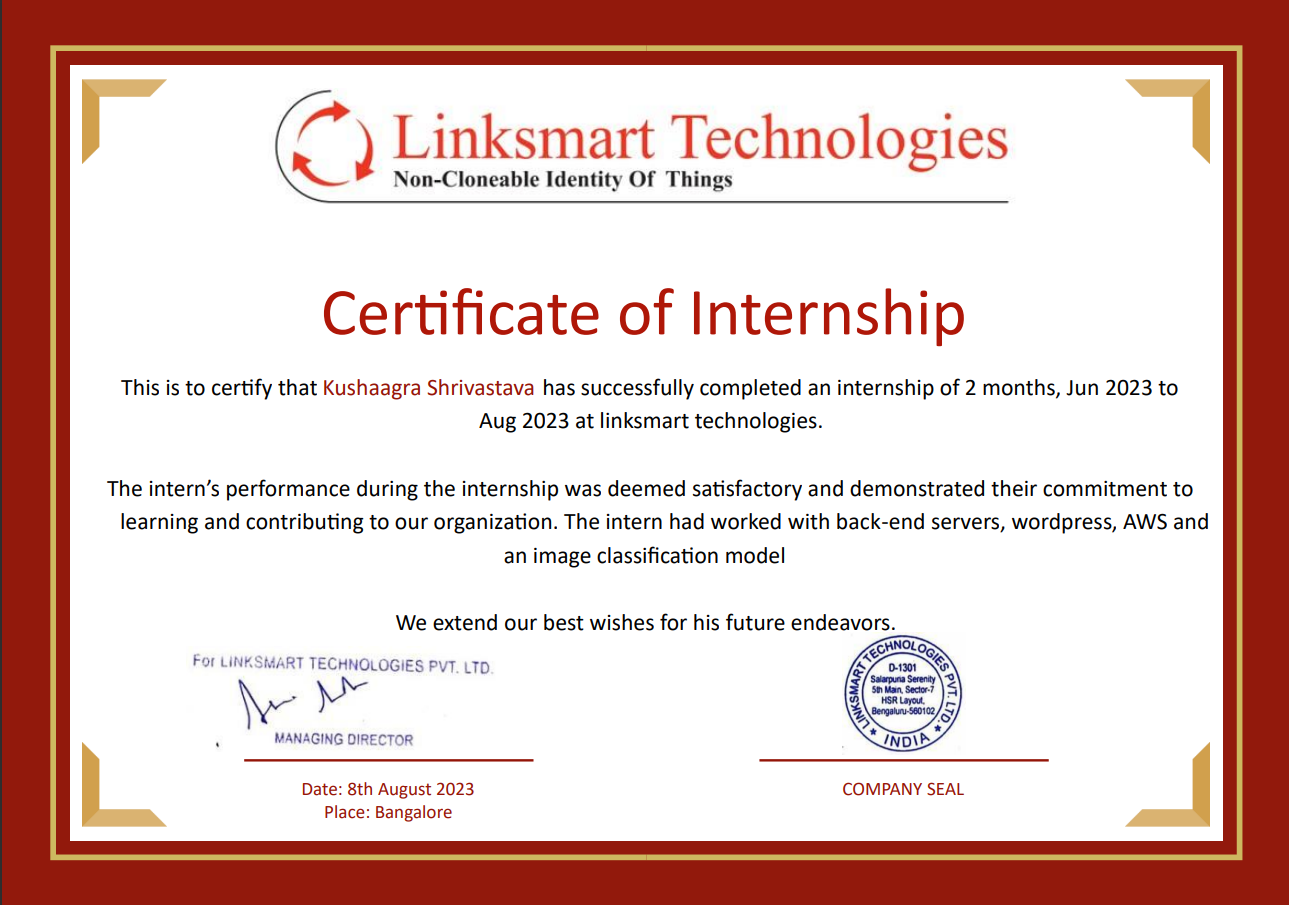 Linksmart Technologies
Non-Cloneable Identity Of Things
Certificate of Internship
This is to certify that Kushaagra Shrivastava has successfully completed an internship of 2 months, Jun 2023 to
Aug 2023 at linksmart technologies.
The intern’s performance during the internship was deemed satisfactory and demonstrated their commitment to
learning and contributing to our organization. The intern had worked with back-end servers, wordpress, AWS and
an image classification model
We extend our best wishes for his future endeavors.
For LINKSMART TECHNOLOGIES PVT. LTD.
MANAGING DIRECTOR
Date: 8th August 2023
Place: Bangalore
LINKSMART TECHNOLOGIES PVT. LTD.
D-1301
Salarpuna Serenity
5th Main, Sector-7
HSR Layout,
Bengaluru-560102
★ INDIA ★
COMPANY SEAL